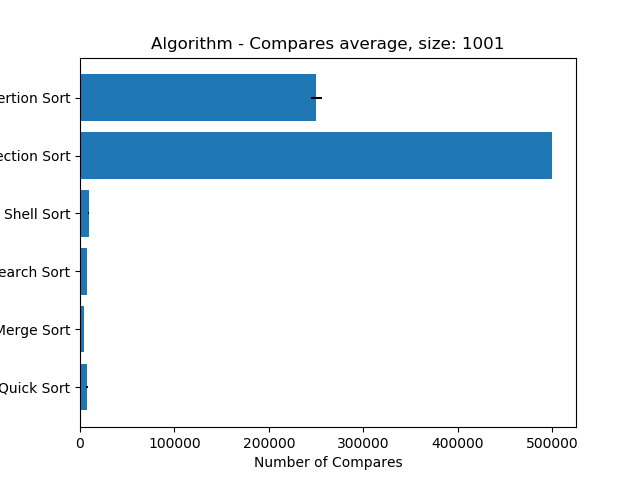 Algorithm - Compares average, size: 1001
ertion Sort
ection Sort
Shell Sort
earch Sort
Merge Sort
Quick Sort
0 100000 200000 300000 400000 500000
Number of Compares